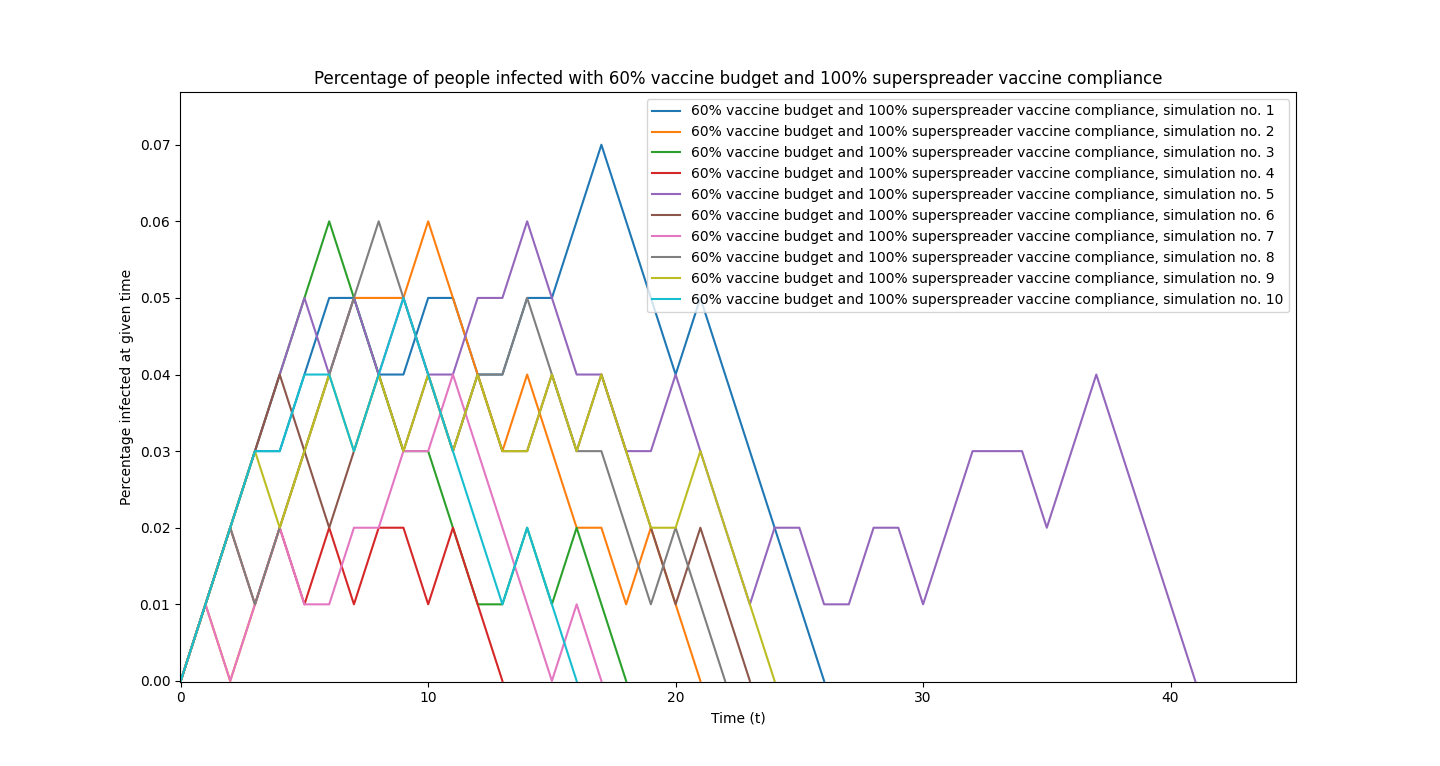 Percentage of people infected with 60% vaccine budget and 100% superspreader vaccine compliance
60% vaccine budget and 100% superspreader vaccine compliance, simulation no. 1
60% vaccine budget and 100% superspreader vaccine compliance, simulation no. 2
60% vaccine budget and 100% superspreader vaccine compliance, simulation no. 3
60% vaccine budget and 100% superspreader vaccine compliance, simulation no. 4
60% vaccine budget and 100% superspreader vaccine compliance, simulation no. 5
60% vaccine budget and 100% superspreader vaccine compliance, simulation no. 6
60% vaccine budget and 100% superspreader vaccine compliance, simulation no. 7
60% vaccine budget and 100% superspreader vaccine compliance, simulation no. 8
60% vaccine budget and 100% superspreader vaccine compliance, simulation no. 9
60% vaccine budget and 100% superspreader vaccine compliance, simulation no. 10
Percentage infected at given time
0.07
0.06
0.05
0.04
0.03
0.02
0.01
0.00
0 10 20 30 40
Time (t)